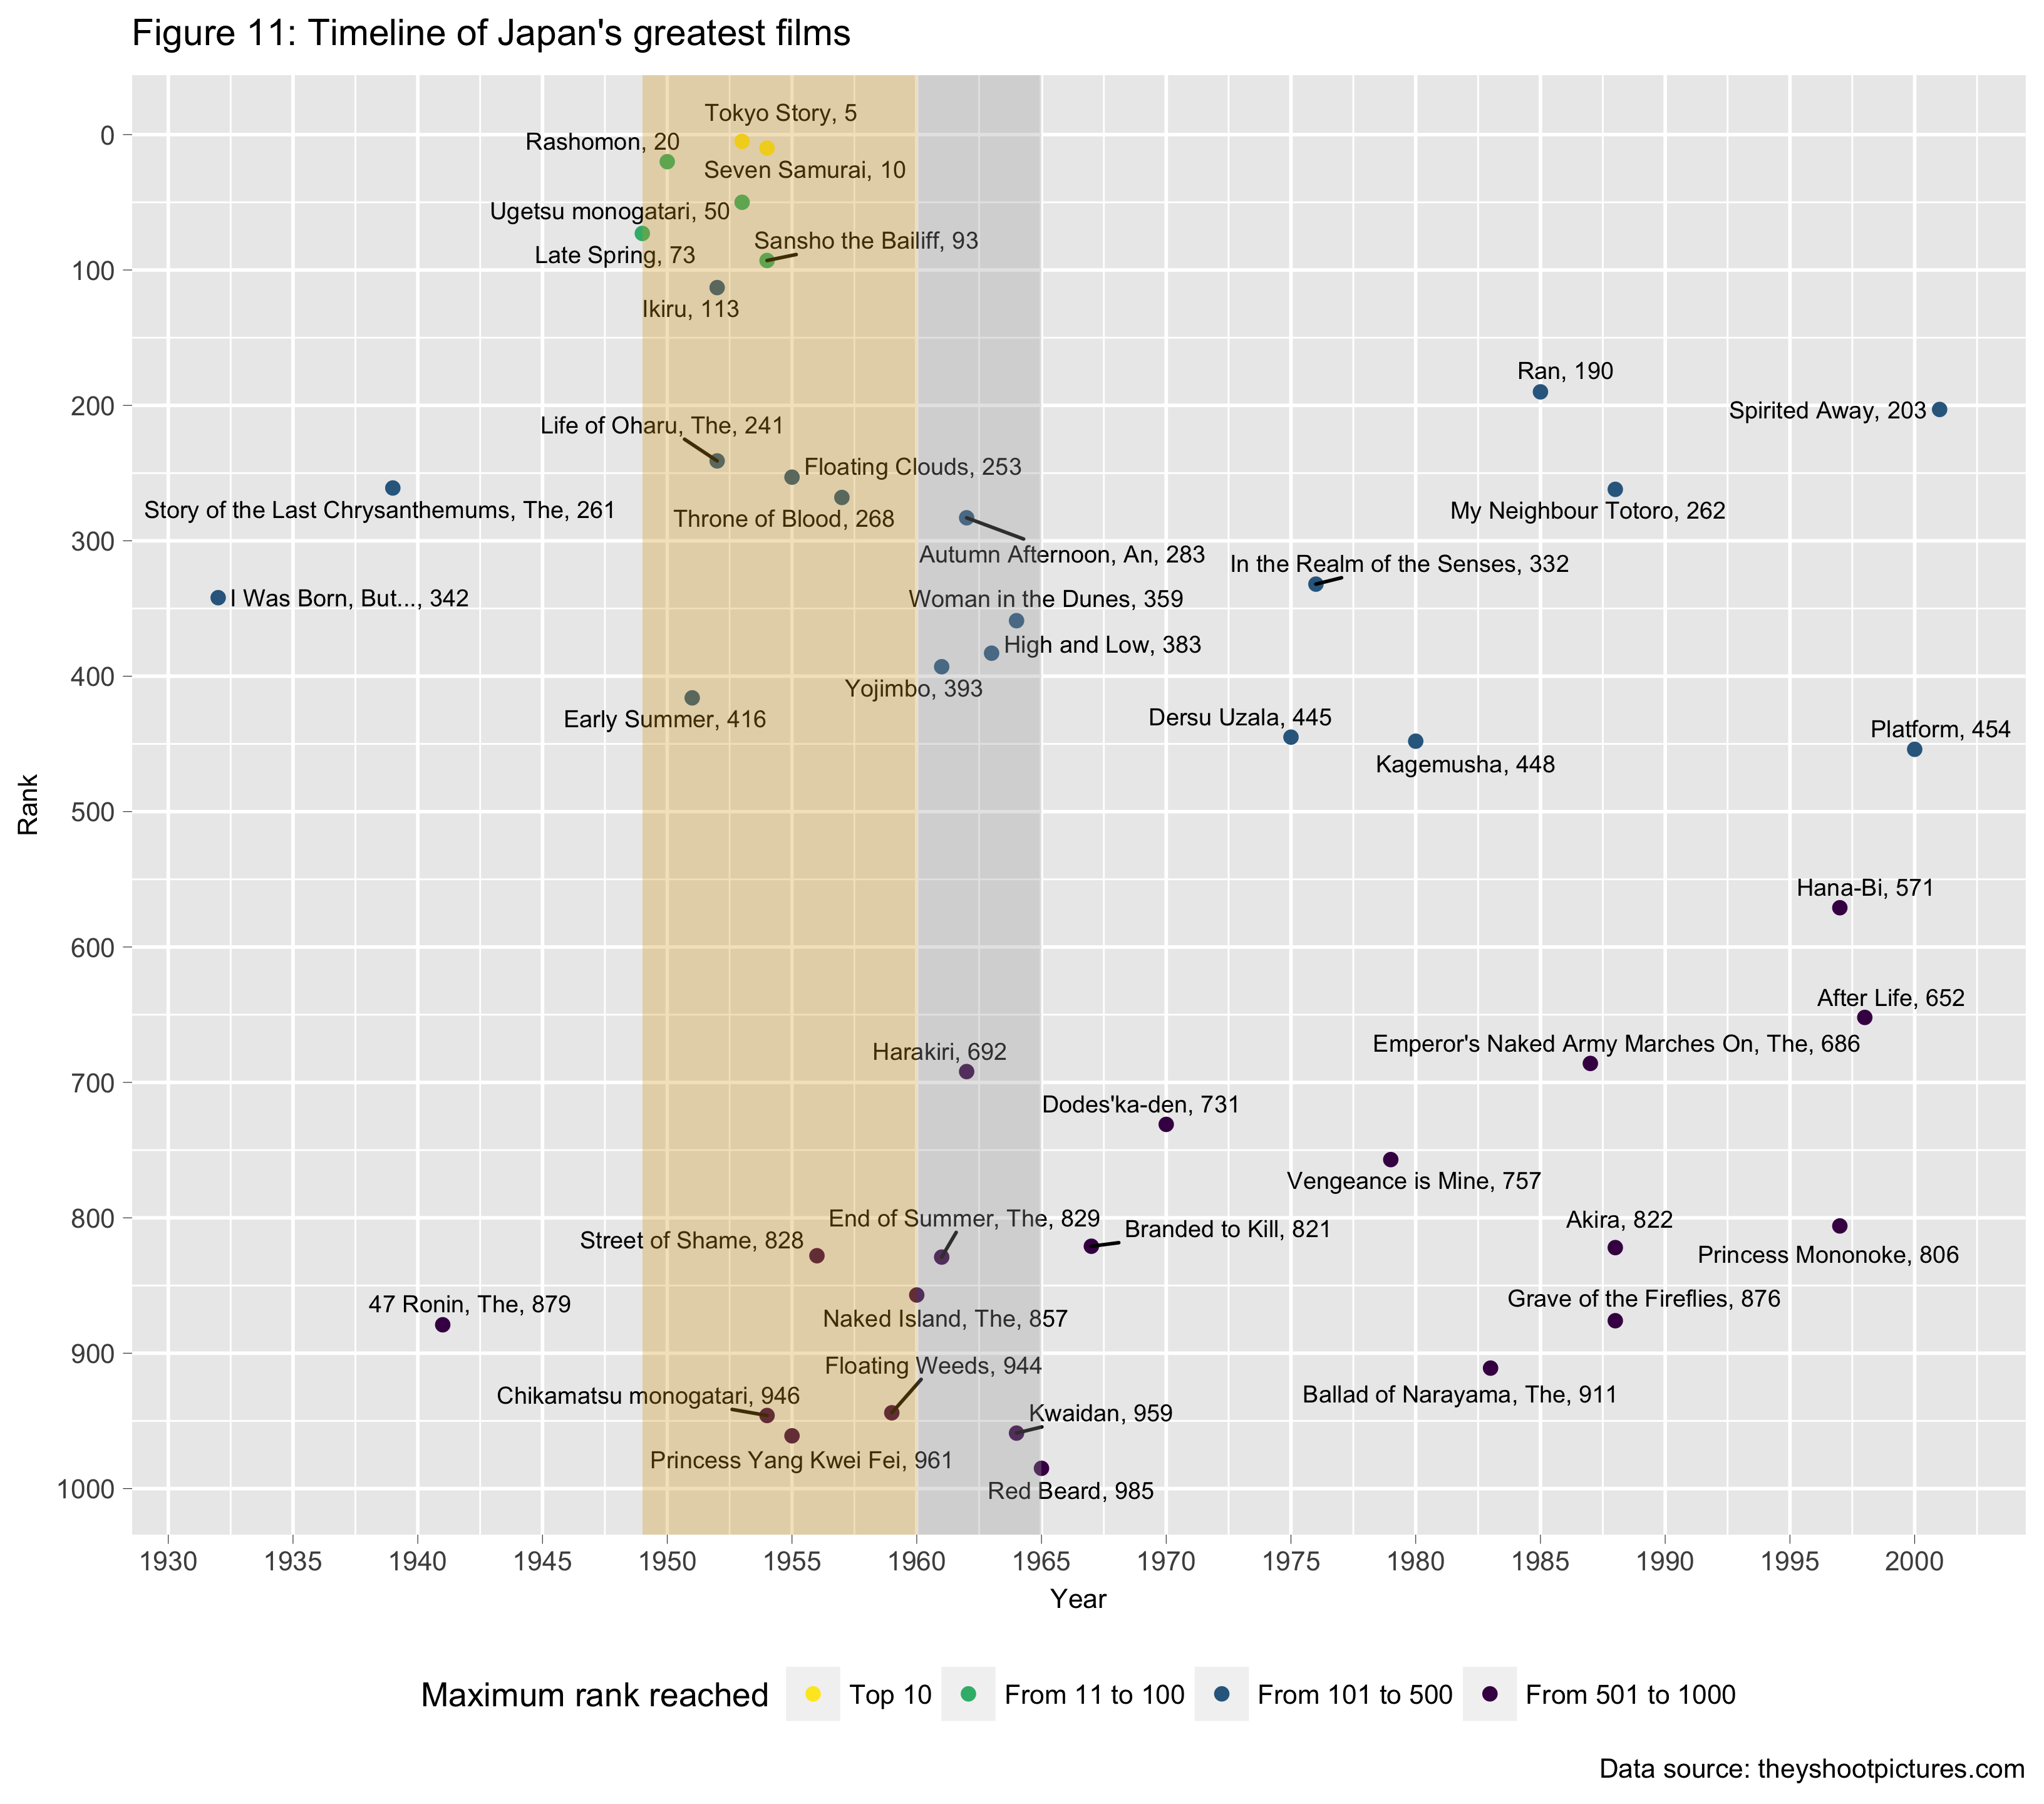 Figure 11: Timeline of Japan's greatest films
Tokyo Story, 5
Rashomon, 20
Seven Samurai, 10
Ugetsu monogatari, 50
Sansho the Bailiff, 93
Late Spring, 73
Ikiru, 113
Ran, 190
Spirited Away, 203
Life of Oharu, The, 241
Floating Clouds, 253
Story of the Last Chrysanthemums, The, 261
My Neighbour Totoro, 262
Throne of Blood, 268
Autumn Afternoon, An, 283
In the Realm of the Senses, 332
I Was Born, But..., 342
Woman in the Dunes, 359
High and Low, 383
Yojimbo, 393
Early Summer, 416
Dersu Uzala, 445
Platform, 454
Kagemusha, 448
Hana-Bi, 571
After Life, 652
Emperor's Naked Army Marches On, The, 686
Harakiri, 692
Dodes'ka-den, 731
Vengeance is Mine, 757
End of Summer, The, 829
Akira, 822
Branded to Kill, 821
Street of Shame, 828
Princess Mononoke, 806
Grave of the Fireflies, 876
47 Ronin, The, 879
Naked Island, The, 857
Floating Weeds, 944
Ballad of Narayama, The, 911
Chikamatsu monogatari, 946
Kwaidan, 959
Princess Yang Kwei Fei, 961
Red Beard, 985
Rank
0
100
200
300
400
500
600
700
800
900
1000
1930 1935 1940 1945 1950 1955 1960 1965 1970 1975 1980 1985 1990 1995 2000
Year
Maximum rank reached Top 10 From 11 to 100 From 101 to 500 From 501 to 1000
Data source: theyshootpictures.com